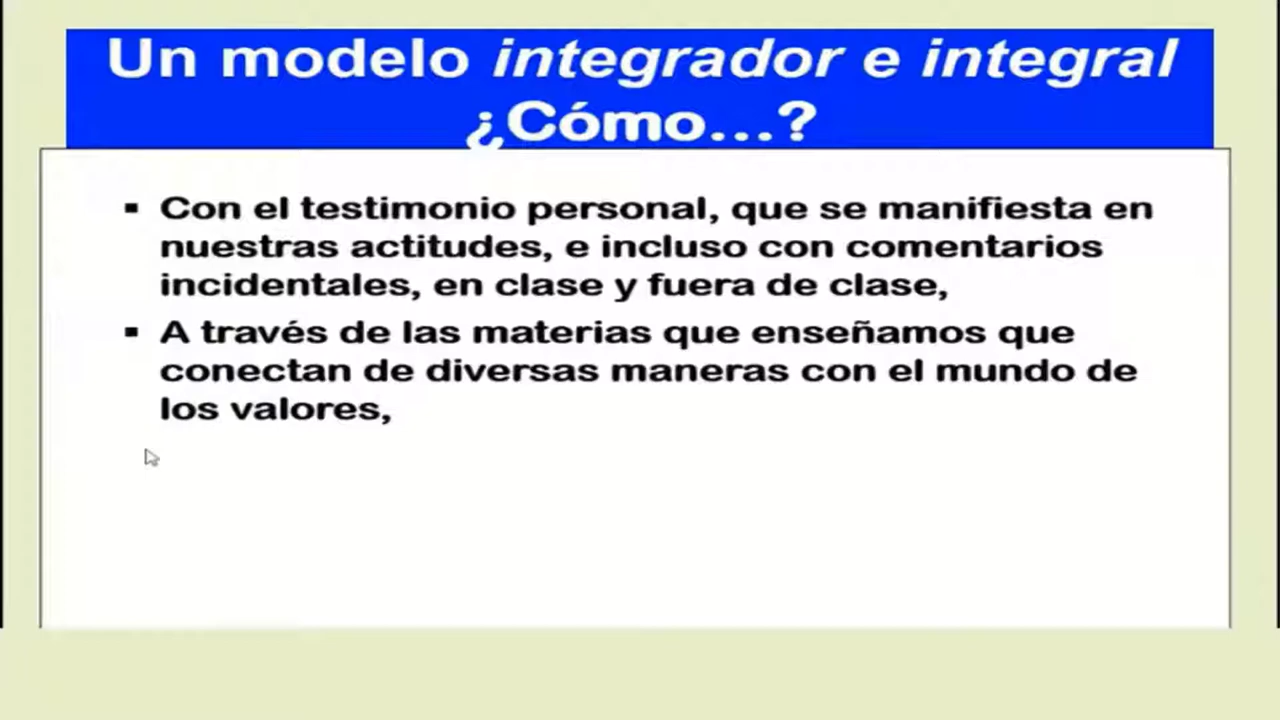 Un modelo integrador e integral
¿Cómo...?
▪ Con el testimonio personal, que se manifiesta en
nuestras actitudes, e incluso con comentarios
incidentales, en clase y fuera de clase,
▪ A través de las materias que enseñamos que
conectan de diversas maneras con el mundo de
los valores,